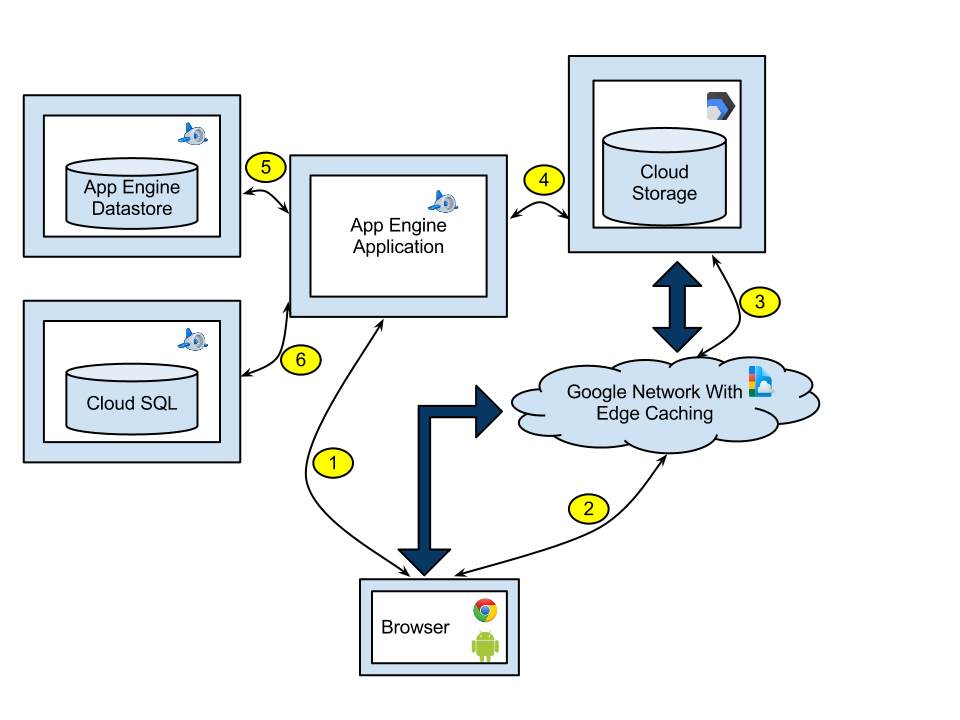 App Engine
Datastore
5
App Engine
Application
4
Cloud
Storage
3
Cloud SQL
6
Google Network With
Edge Caching
1
2
Browser